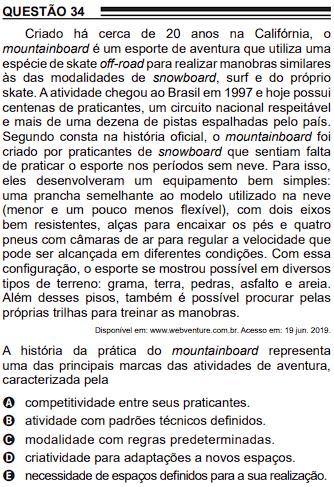 QUESTÃO 34
Criado há cerca de 20 anos na Califórnia, o
mountainboard é um esporte de aventura que utiliza uma
espécie de skate off-road para realizar manobras similares
às das modalidades de snowboard, surf e do próprio
skate. A atividade chegou ao Brasil em 1997 e hoje possui
centenas de praticantes, um circuito nacional respeitável
e mais de uma dezena de pistas espalhadas pelo país.
Segundo consta na história oficial, o mountainboard foi
criado por praticantes de snowboard que sentiam falta
de praticar o esporte nos períodos sem neve. Para isso,
eles desenvolveram um equipamento bem simples:
uma prancha semelhante ao modelo utilizado na neve
(menor e um pouco menos flexível), com dois eixos
bem resistentes, alças para encaixar os pés e quatro
pneus com câmaras de ar para regular a velocidade que
pode ser alcançada em diferentes condições. Com essa
configuração, o esporte se mostrou possível em diversos
tipos de terreno: grama, terra, pedras, asfalto e areia.
Além desses pisos, também é possível procurar pelas
próprias trilhas para treinar as manobras.
Disponível em: www.webventure.com.br. Acesso em: 19 jun. 2019.
A história da prática do mountainboard representa
uma das principais marcas das atividades de aventura,
caracterizada pela
A competitividade entre seus praticantes.
B atividade com padrões técnicos definidos.
C modalidade com regras predeterminadas.
D criatividade para adaptações a novos espaços.
E necessidade de espaços definidos para a sua realização.